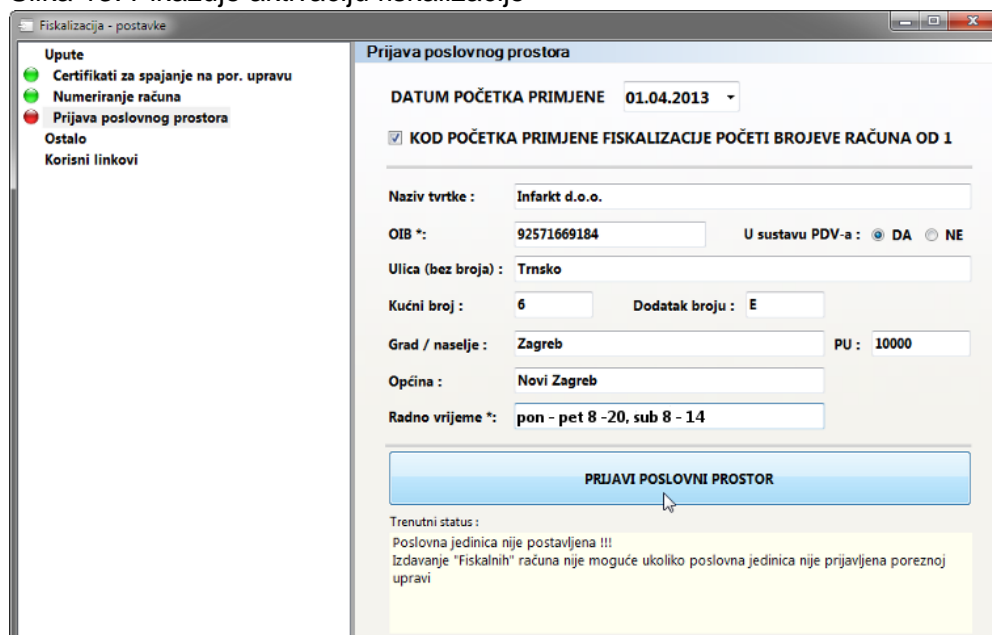 Fiskalizacija - postavke
Upute
Certifikati za spajanje na por. upravu
Numeriranje računa
Prijava poslovnog prostora
Ostalo
Korisni linkovi
Prijava poslovnog prostora
DATUM POČETKA PRIMJENE 01.04.2013
KOD POČETKA PRIMJENE FISKALIZACIJE POČETI BROJEVE RAČUNA OD 1
Naziv tvrtke : Infarkt d.o.o.
OIB *: 92571669184 U sustavu PDV-a : DA NE
Ulica (bez broja) : Trnsko
Kućni broj : 6 Dodatak broju : E
Grad / naselje : Zagreb PU : 10000
Općina : Novi Zagreb
Radno vrijeme *: pon - pet 8 -20, sub 8 - 14
PRIJAVI POSLOVNI PROSTOR
Trenutni status :
Poslovna jedinica nije postavljena !!!
Izdavanje "Fiskalnih" računa nije moguće ukoliko poslovna jedinica nije prijavljena poreznoj
upravi